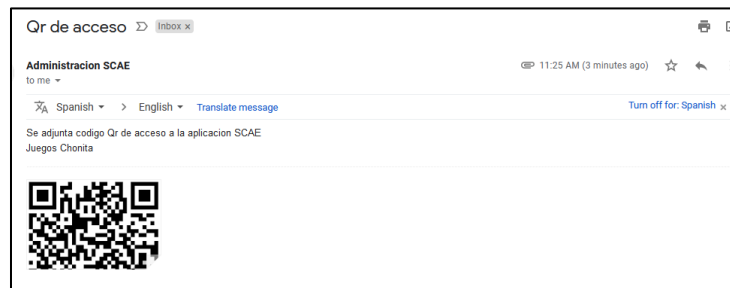 Qr de acceso Inbox x
Administracion SCAE
11:25 AM (3 minutes ago)
to me
Spanish > English Translate message
Turn off for: Spanish x
Se adjunta codigo Qr de acceso a la aplicacion SCAE
Juegos Chonita